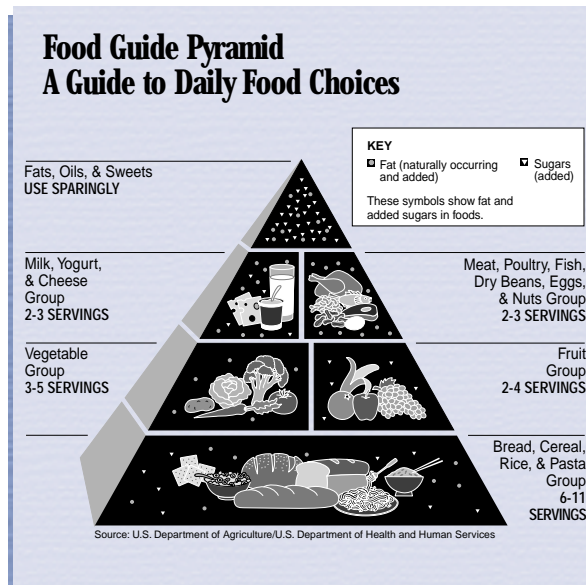 Food Guide Pyramid
A Guide to Daily Food Choices
KEY
Fat (naturally occurring
and added)
Sugars
(added)
These symbols show fat and
added sugars in foods.
Fats, Oils, & Sweets
USE SPARINGLY
Milk, Yogurt,
& Cheese
Group
2-3 SERVINGS
Meat, Poultry, Fish,
Dry Beans, Eggs,
& Nuts Group
2-3 SERVINGS
Vegetable
Group
3-5 SERVINGS
Fruit
Group
2-4 SERVINGS
Bread, Cereal,
Rice, & Pasta
Group
6-11
SERVINGS
Source: U.S. Department of Agriculture/U.S. Department of Health and Human Services